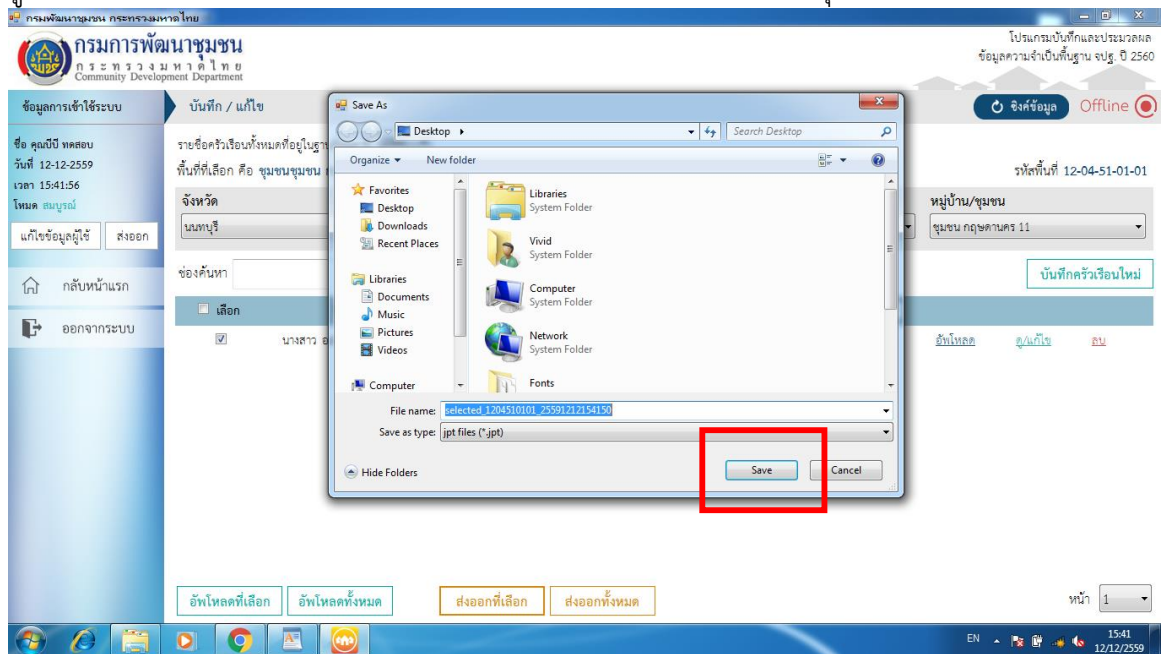 กรมพัฒนาชุมชน กระทรวงมหาดไทย
กรมการพัฒนาชุมชน
กระทรวงมหาดไทย
Community Development Department
โปรแกรมบันทึกและประมวลผล
ข้อมูลความจำเป็นพื้นฐาน จปฐ. ปี 2560
ข้อมูลการเข้าใช้ระบบ
บันทึก / แก้ไข
ซิงค์ข้อมูล
Offline
ชื่อ คุณบีบี ทดสอบ
วันที่ 12-12-2559
เวลา 15:41:56
โหมด สมบูรณ์
แก้ไขข้อมูลผู้ใช้
ส่งออก
กลับหน้าแรก
ออกจากระบบ
รายชื่อครัวเรือนทั้งหมดที่อยู่ในฐาน
พื้นที่ที่เลือก คือ ชุมชนชุมชน
รหัสพื้นที่ 12-04-51-01-01
จังหวัด
หมู่บ้าน/ชุมชน
นนทบุรี
ชุมชน กฤษดานคร 11
ช่องค้นหา
บันทึกครัวเรือนใหม่
เลือก
นางสาว อ
อัพโหลด
ดู/แก้ไข
ลบ
Save As
Desktop
Search Desktop
Organize
New folder
Favorites
Desktop
Downloads
Recent Places
Libraries
Documents
Music
Pictures
Videos
Computer
Libraries
System Folder
Vivid
System Folder
Computer
System Folder
Network
System Folder
Fonts
File name: selected_1204510101_25591212154150
Save as type: jpt files (*.jpt)
Hide Folders
Save
Cancel
อัพโหลดที่เลือก
อัพโหลดทั้งหมด
ส่งออกที่เลือก
ส่งออกทั้งหมด
หน้า 1
EN
15:41
12/12/2559